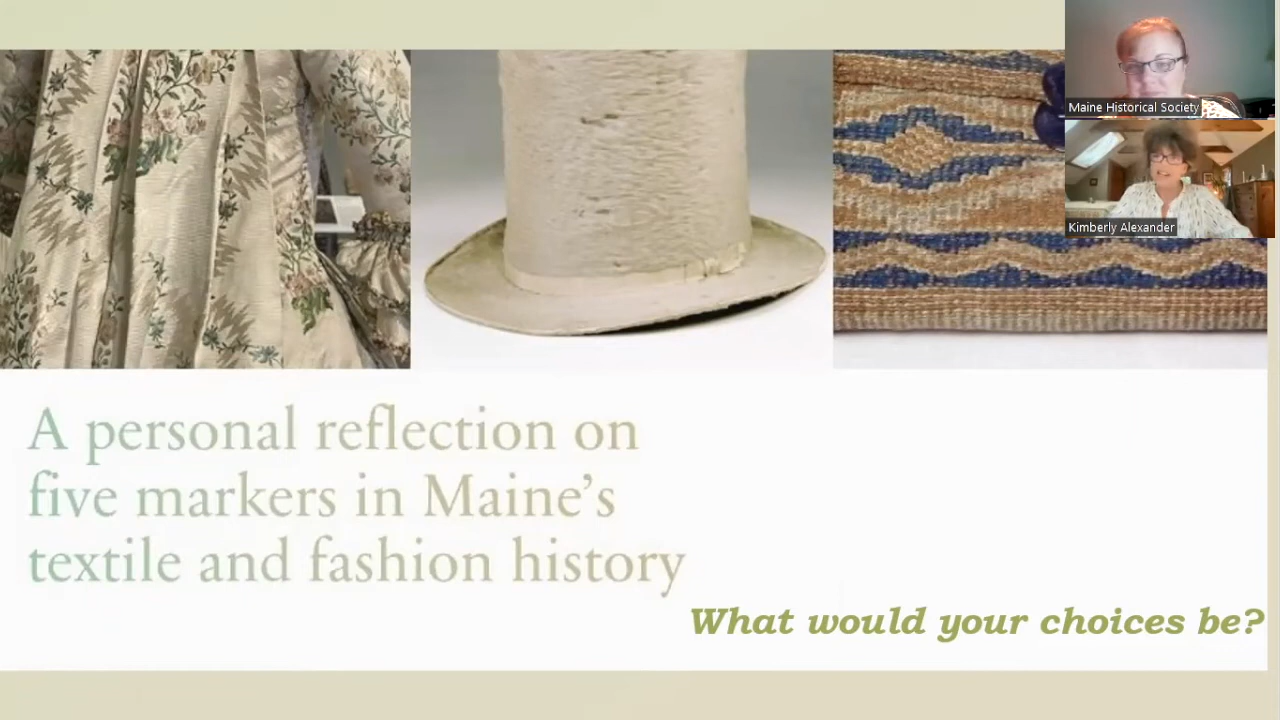 Maine Historical Society
Kimberly Alexander
A personal reflection on
five markers in Maine's
textile and fashion history
What would your choices be?